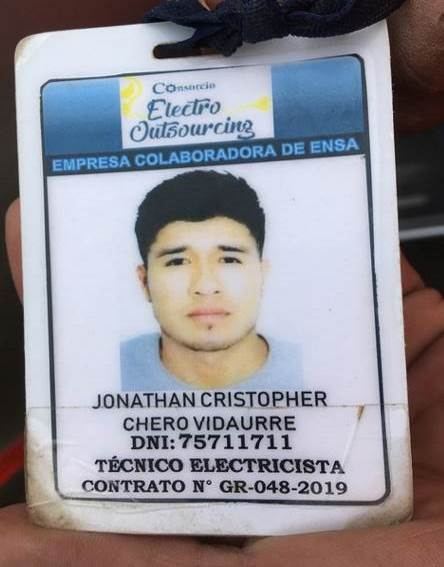 Consorcio
Electro
Outsourcing
EMPRESA COLABORADORA DE ENSA
JONATHAN CRISTOPHER
CHERO VIDAURRE
DNI: 75711711
TÉCNICO ELECTRICISTA
CONTRATO N° GR-048-2019